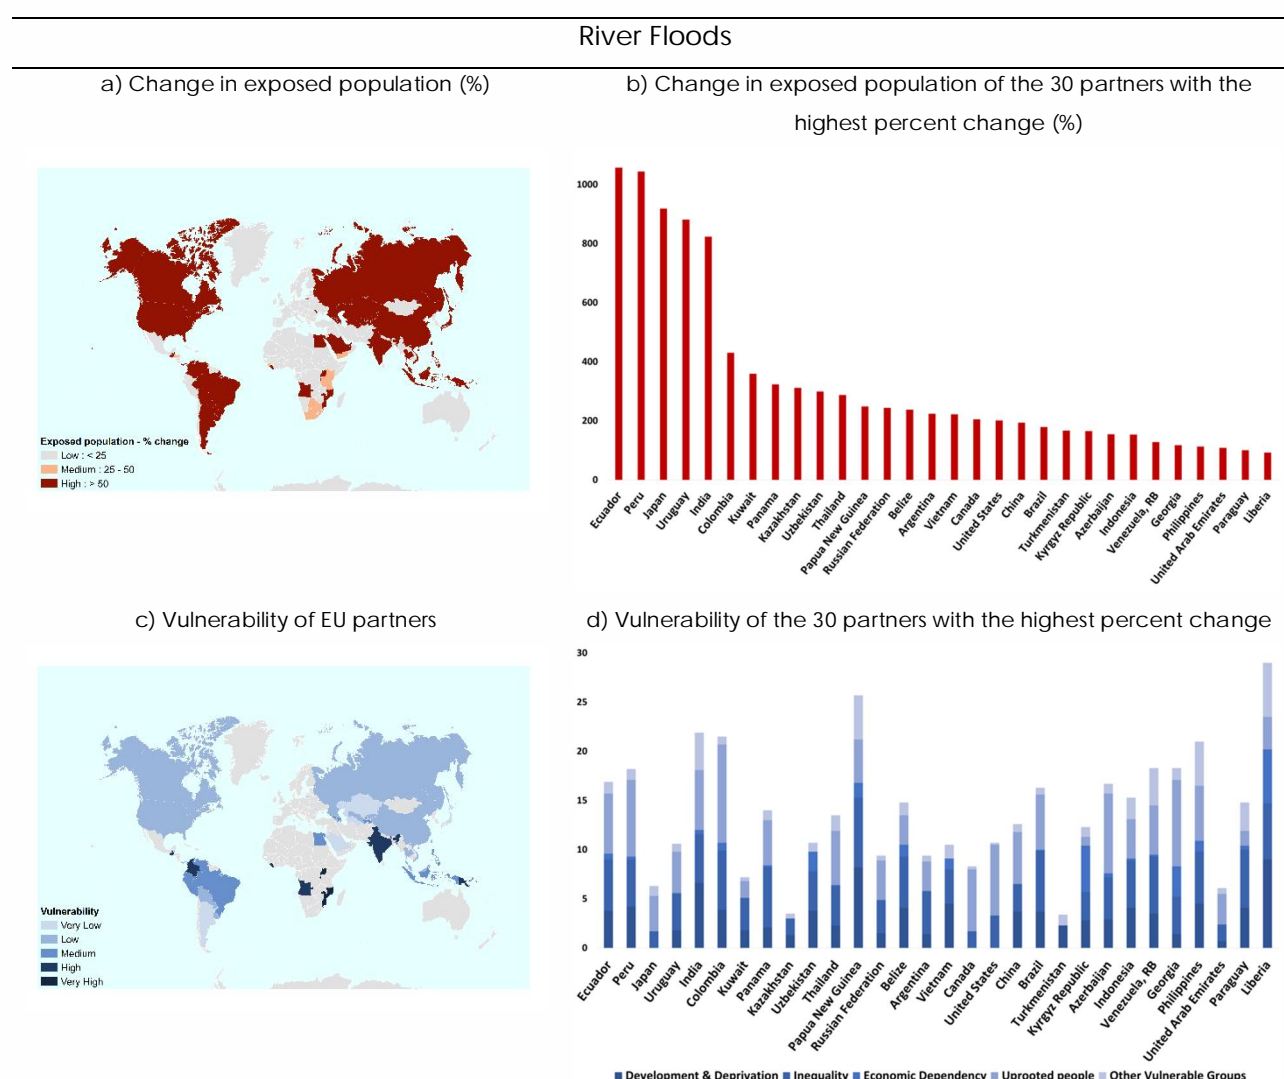 River Floods
a) Change in exposed population (%)
b) Change in exposed population of the 30 partners with the
highest percent change (%)
Exposed population - % change
Low : < 25
Medium : 25 - 50
High : > 50
1000
800
600
400
200
0
Ecuador
Peru
Japan
Uruguay
India
Colombia
Kuwait
Panama
Kazakhstan
Uzbekistan
Thailand
Papua New Guinea
Russian Federation
Belize
Argentina
Vietnam
Canada
United States
China
Brazil
Turkmenistan
Kyrgyz Republic
Azerbaijan
Indonesia
Venezuela, RB
Georgia
Philippines
United Arab Emirates
Paraguay
Liberia
c) Vulnerability of EU partners
d) Vulnerability of the 30 partners with the highest percent change
Vulnerability
Very Low
Low
Medium
High
Very High
30
25
20
15
10
5
0
Ecuador
Peru
Japan
Uruguay
India
Colombia
Kuwait
Panama
Kazakhstan
Uzbekistan
Thailand
Papua New Guinea
Russian Federation
Belize
Argentina
Vietnam
Canada
United States
China
Brazil
Turkmenistan
Kyrgyz Republic
Azerbaijan
Indonesia
Venezuela, RB
Georgia
Philippines
United Arab Emirates
Paraguay
Liberia
Development & Deprivation Inequality Economic Dependency Uprooted people Other Vulnerable Groups